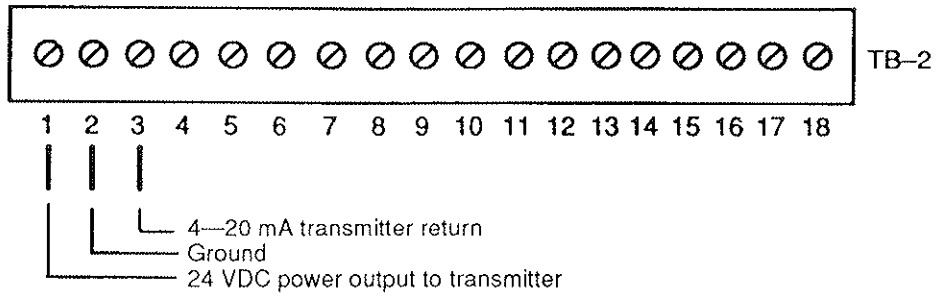 TB–2
1 2 3 4 5 6 7 8 9 10 11 12 13 14 15 16 17 18
4—20 mA transmitter return
Ground
24 VDC power output to transmitter